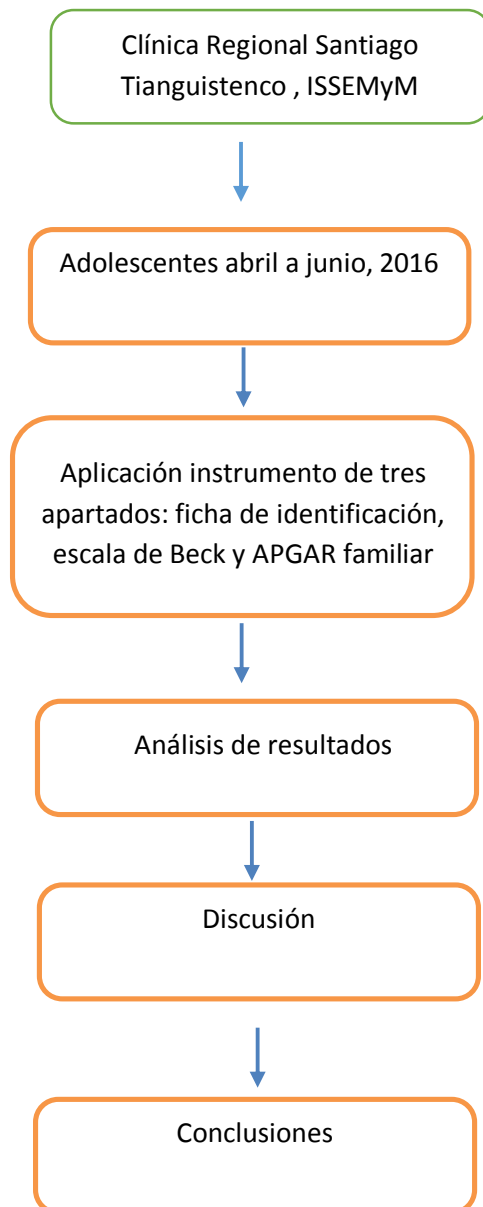 Clínica Regional Santiago
Tianguistenco , ISSEMyM
Adolescentes abril a junio, 2016
Aplicación instrumento de tres
apartados: ficha de identificación,
escala de Beck y APGAR familiar
Análisis de resultados
Discusión
Conclusiones